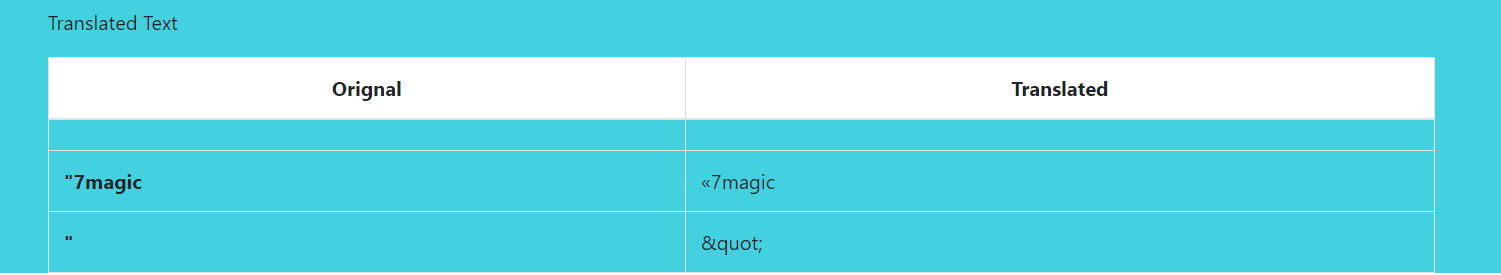 Translated Text
Orignal Translated
"7magic «7magic
" &quot;